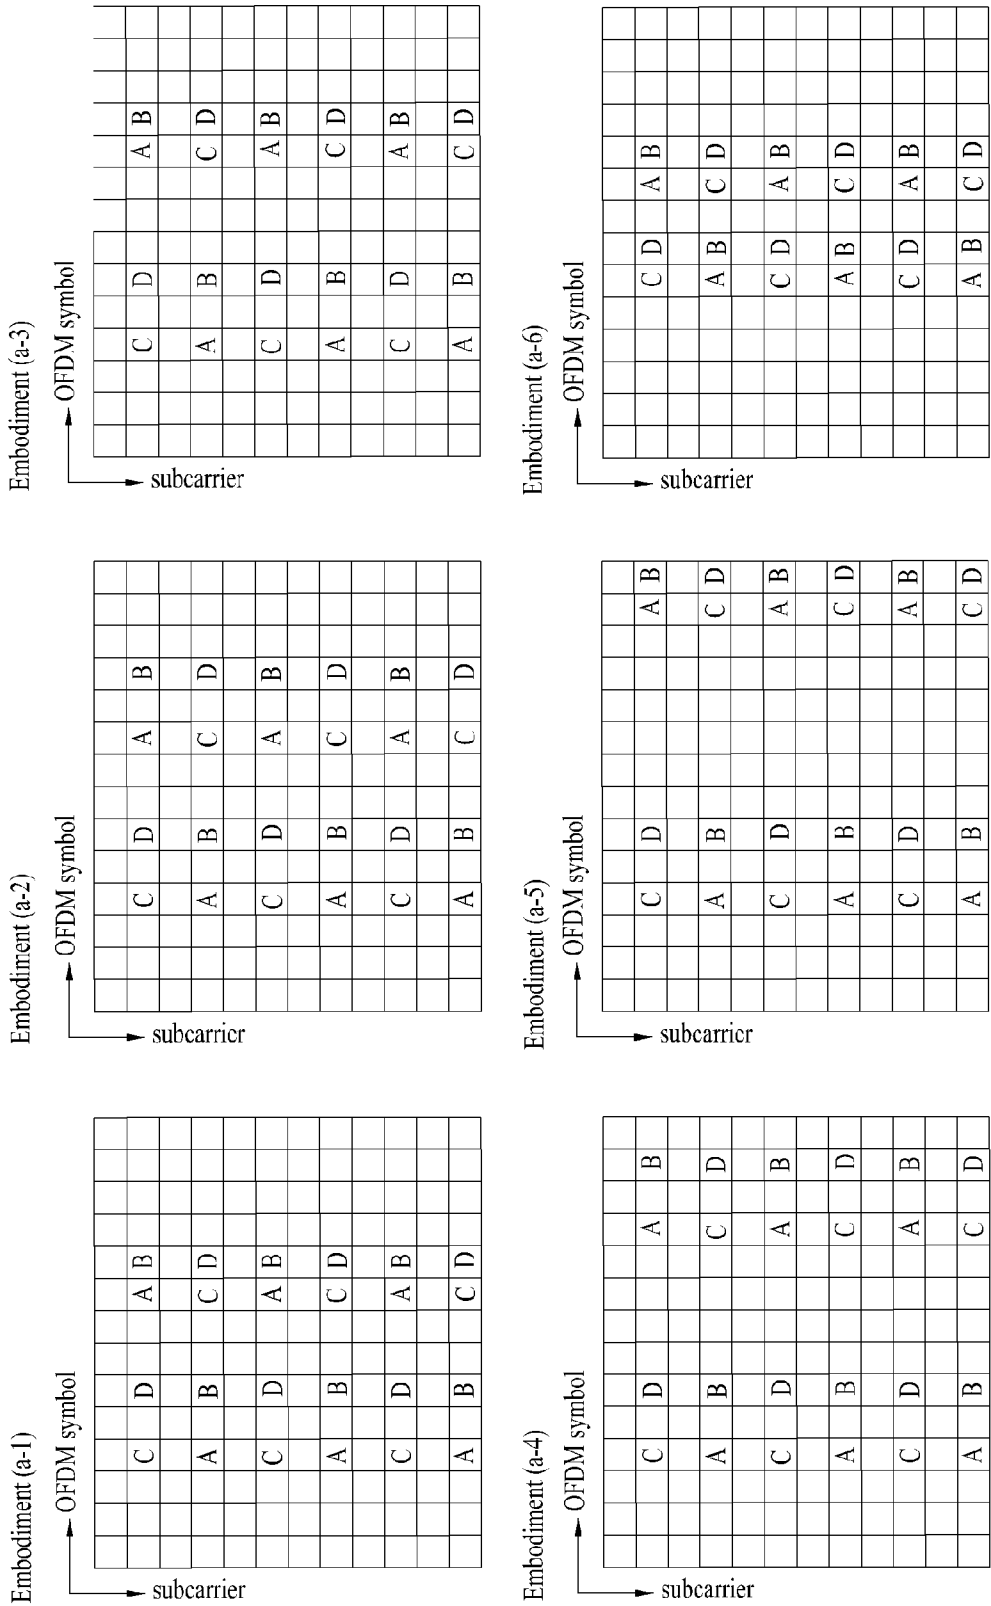 Embodiment (a-1)
OFDM symbol
subcarrier
C D A B
A B C D
C D A B
A B C D
C D A B
A B C D
Embodiment (a-2)
OFDM symbol
subcarrier
C D A B
A B C D
C D A B
A B C D
C D A B
A B C D
Embodiment (a-3)
OFDM symbol
subcarrier
C D A B
A B C D
C D A B
A B C D
C D A B
A B C D
Embodiment (a-4)
OFDM symbol
subcarrier
C D A B
A B C D
C D A B
A B C D
C D A B
A B C D
Embodiment (a-5)
OFDM symbol
subcarrier
C D A B
A B C D
C D A B
A B C D
C D A B
A B C D
Embodiment (a-6)
OFDM symbol
subcarrier
C D A B
A B C D
C D A B
A B C D
C D A B
A B C D